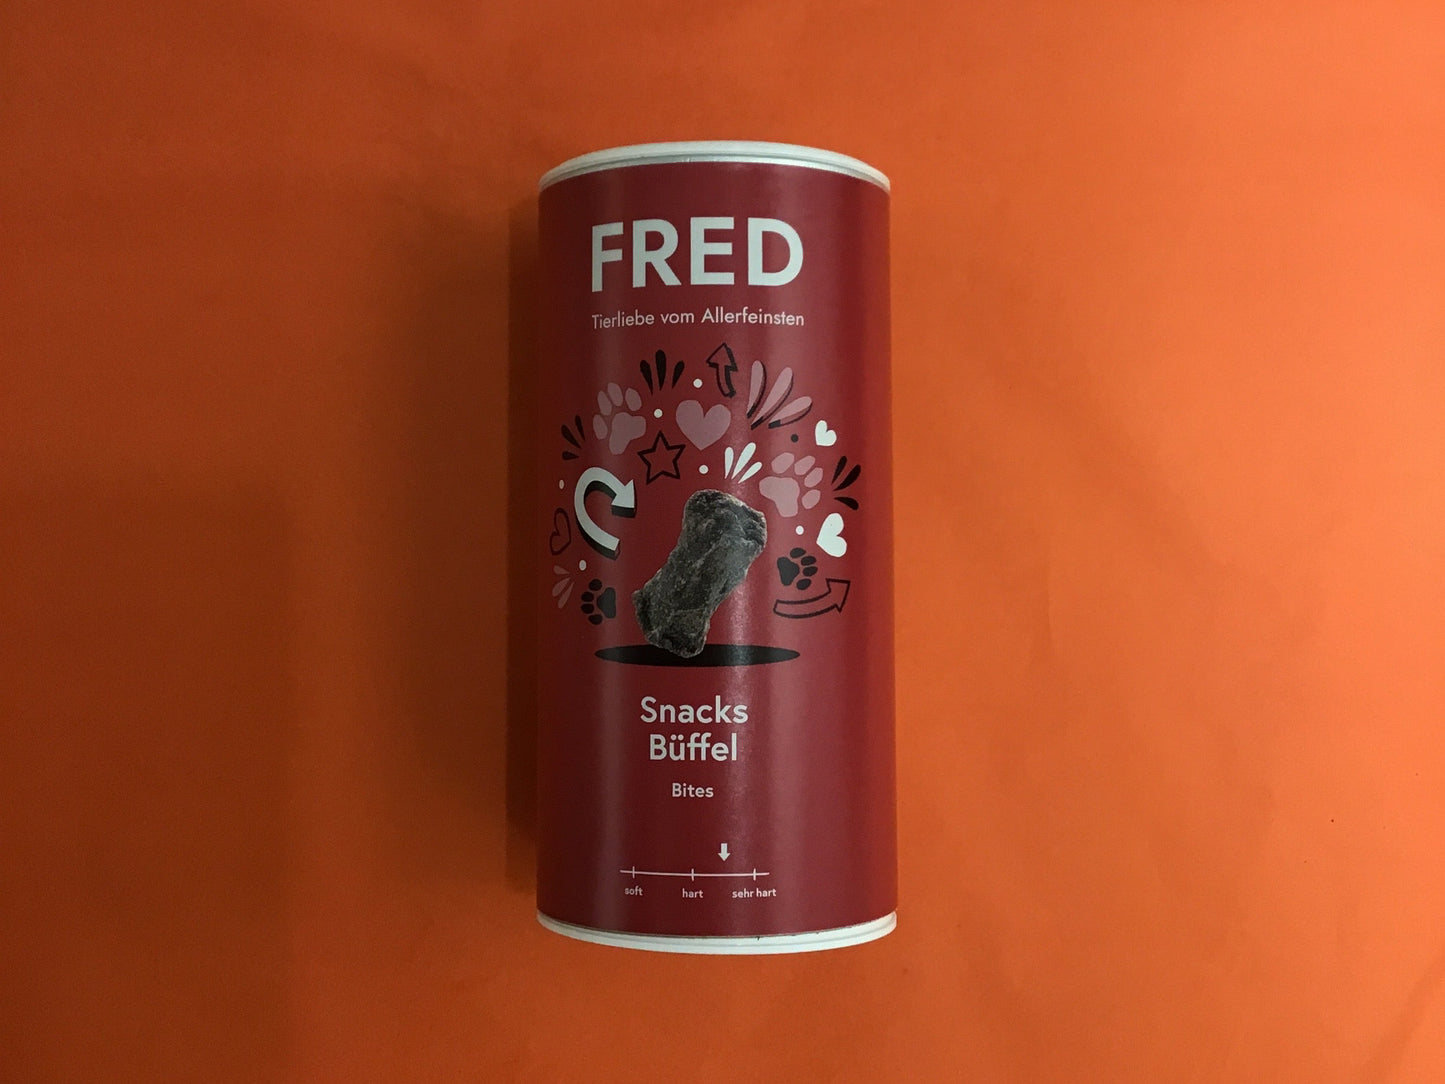 FRED
Tierliebe vom Allerfeinsten
Snacks
Büffel
Bites
soft hart sehr hart